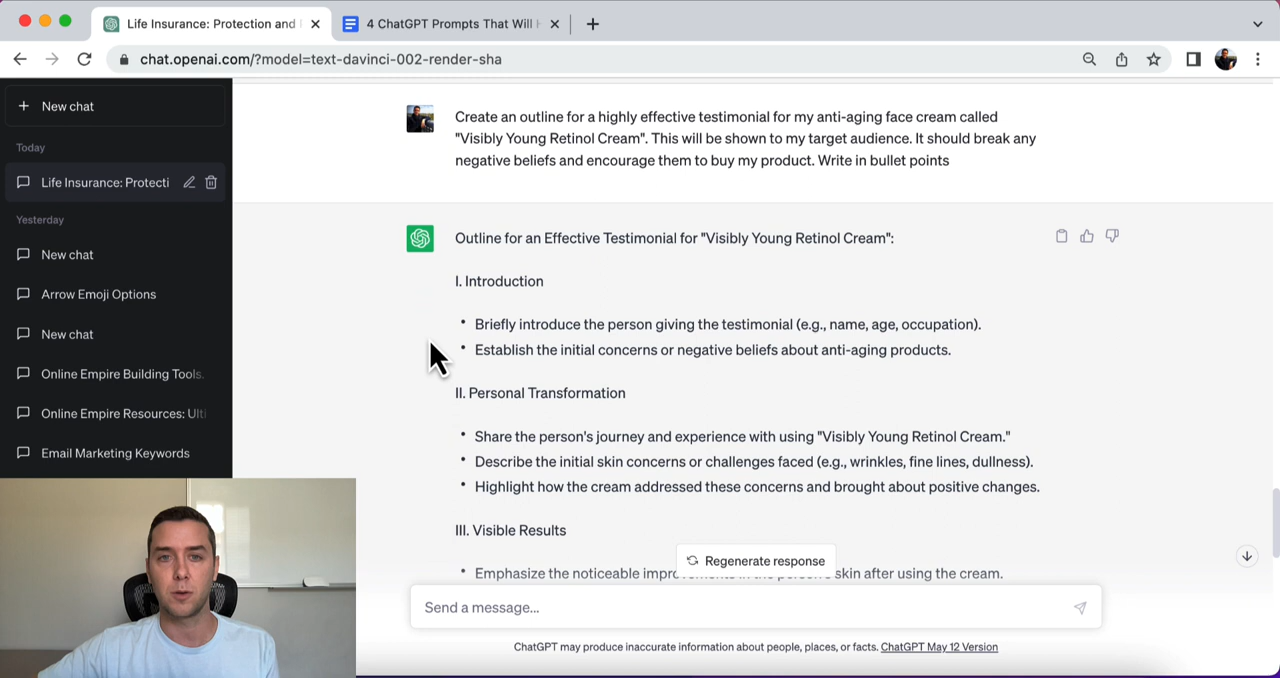 Life Insurance: Protection and
4 ChatGPT Prompts That Will
chat.openai.com/?model=text-davinci-002-render-sha
New chat
Today
Life Insurance: Protecti
Yesterday
New chat
Arrow Emoji Options
New chat
Online Empire Building Tools.
Online Empire Resources: Ulti
Email Marketing Keywords
Create an outline for a highly effective testimonial for my anti-aging face cream called
"Visibly Young Retinol Cream". This will be shown to my target audience. It should break any
negative beliefs and encourage them to buy my product. Write in bullet points
Outline for an Effective Testimonial for "Visibly Young Retinol Cream":
I. Introduction
• Briefly introduce the person giving the testimonial (e.g., name, age, occupation).
• Establish the initial concerns or negative beliefs about anti-aging products.
II. Personal Transformation
• Share the person's journey and experience with using "Visibly Young Retinol Cream."
• Describe the initial skin concerns or challenges faced (e.g., wrinkles, fine lines, dullness).
• Highlight how the cream addressed these concerns and brought about positive changes.
III. Visible Results
• Emphasize the noticeable improvements in the person's skin after using the cream.
Regenerate response
Send a message...
ChatGPT may produce inaccurate information about people, places, or facts. ChatGPT May 12 Version